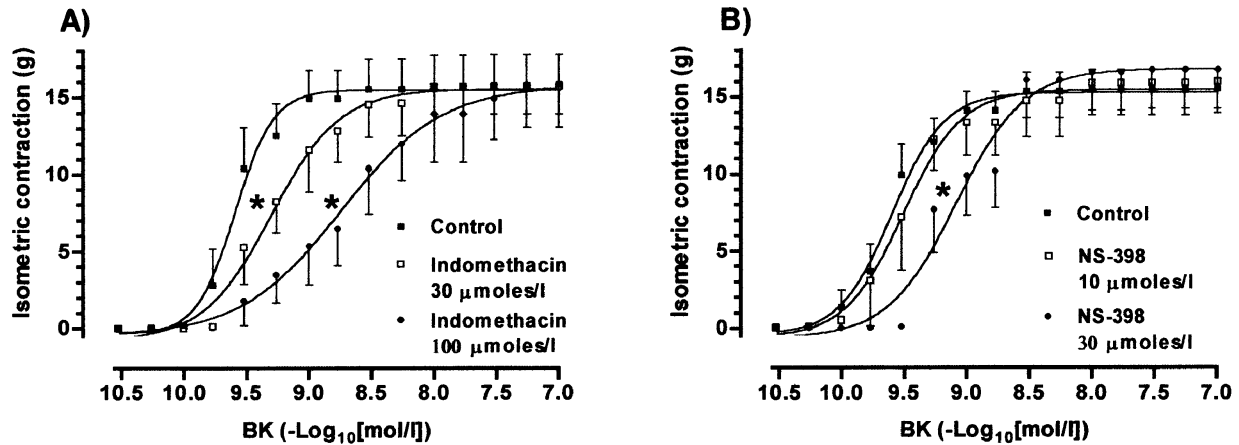 A)
Isometric contraction (g)
15
10
5
0
*
*
Control
Indomethacin
30 μmoles/l
Indomethacin
100 μmoles/l
10.5 10.0 9.5 9.0 8.5 8.0 7.5 7.0
BK (-Log10[mol/l])
B)
Isometric contraction (g)
15
10
5
0
*
Control
NS-398
10 μmoles/l
NS-398
30 μmoles/l
10.5 10.0 9.5 9.0 8.5 8.0 7.5 7.0
BK (-Log10[mol/l])